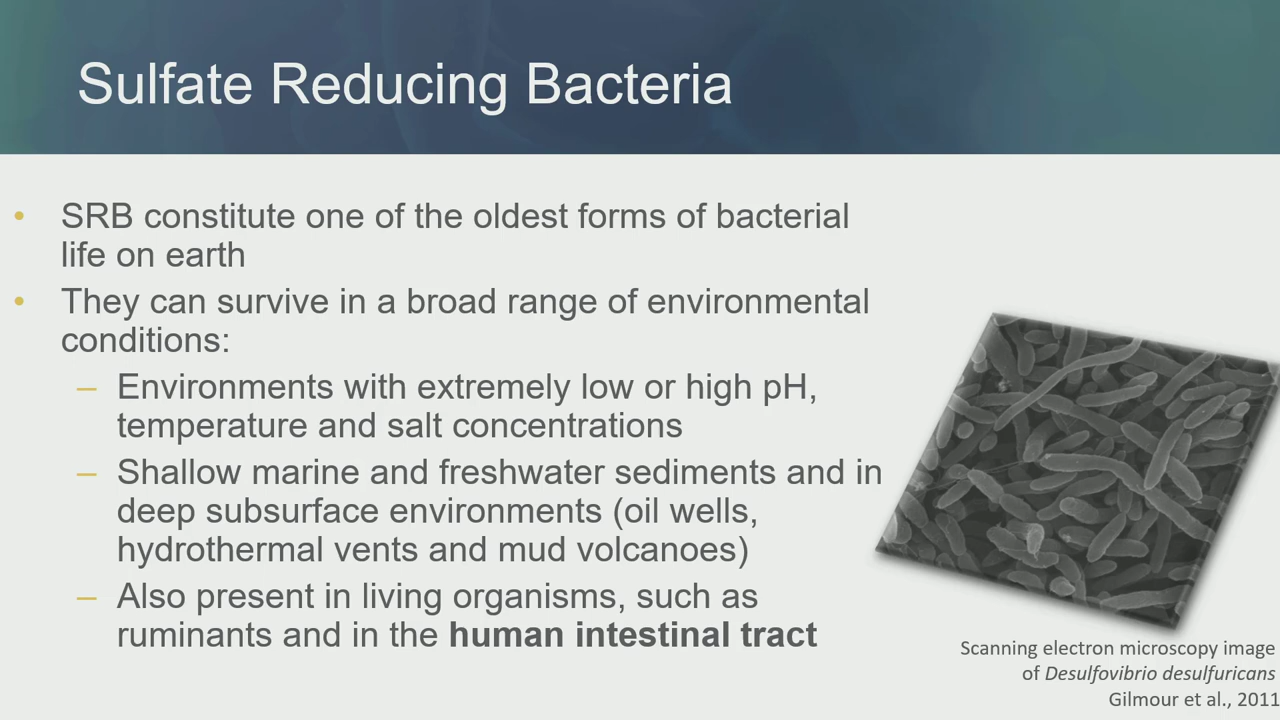 Sulfate Reducing Bacteria
• SRB constitute one of the oldest forms of bacterial
life on earth
• They can survive in a broad range of environmental
conditions:
– Environments with extremely low or high pH,
temperature and salt concentrations
– Shallow marine and freshwater sediments and in
deep subsurface environments (oil wells,
hydrothermal vents and mud volcanoes)
– Also present in living organisms, such as
ruminants and in the human intestinal tract
Scanning electron microscopy image
of Desulfovibrio desulfuricans
Gilmour et al., 2011